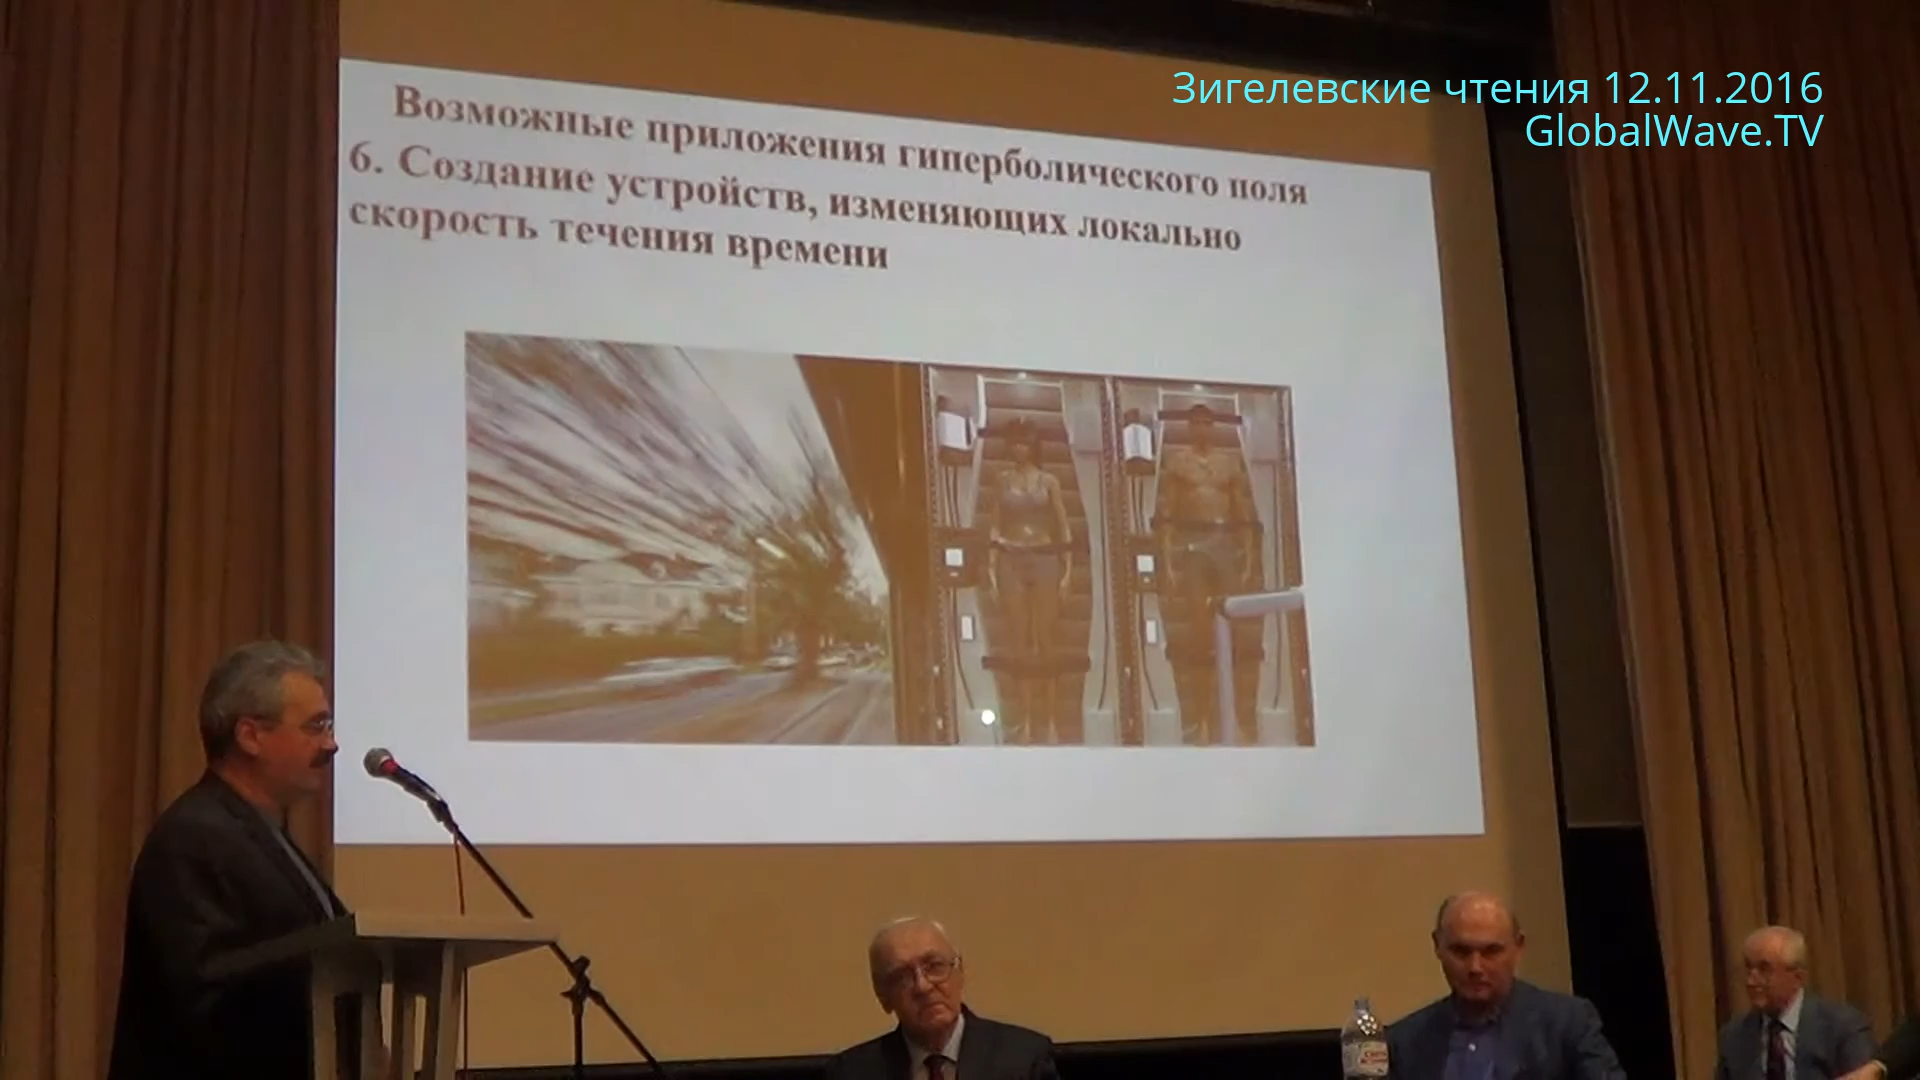 Зигелевские чтения 12.11.2016
GlobalWave.TV
Возможные приложения гиперболического поля
6. Создание устройств, изменяющих локально
скорость течения времени